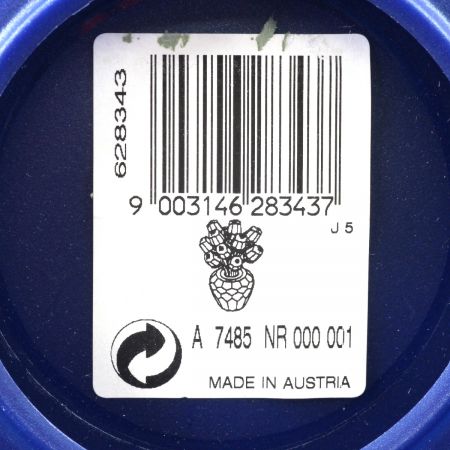 628343
9 003146 283437
J 5
A 7485 NR 000 001
MADE IN AUSTRIA